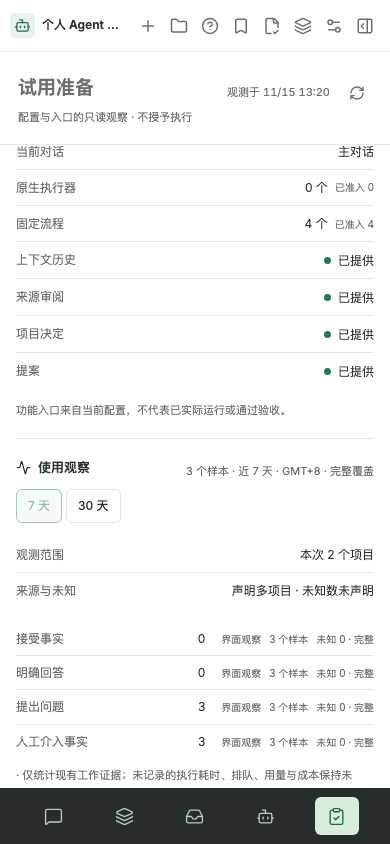 个人 Agent ...
试用准备
观测于 11/15 13:20
配置与入口的只读观察 · 不授予执行
当前对话 主对话
原生执行器 0 个 已准入 0
固定流程 4 个 已准入 4
上下文历史 已提供
来源审阅 已提供
项目决定 已提供
提案 已提供
功能入口来自当前配置，不代表已实际运行或通过验收。
使用观察 3 个样本 · 近 7 天 · GMT+8 · 完整覆盖
7 天 30 天
观测范围 本次 2 个项目
来源与未知 声明多项目 · 未知数未声明
接受事实 0 界面观察 3 个样本 未知 0 · 完整
明确回答 0 界面观察 3 个样本 未知 0 · 完整
提出问题 3 界面观察 3 个样本 未知 0 · 完整
人工介入事实 3 界面观察 3 个样本 未知 0 · 完整
· 仅统计现有工作证据；未记录的执行耗时、排队、用量与成本保持未